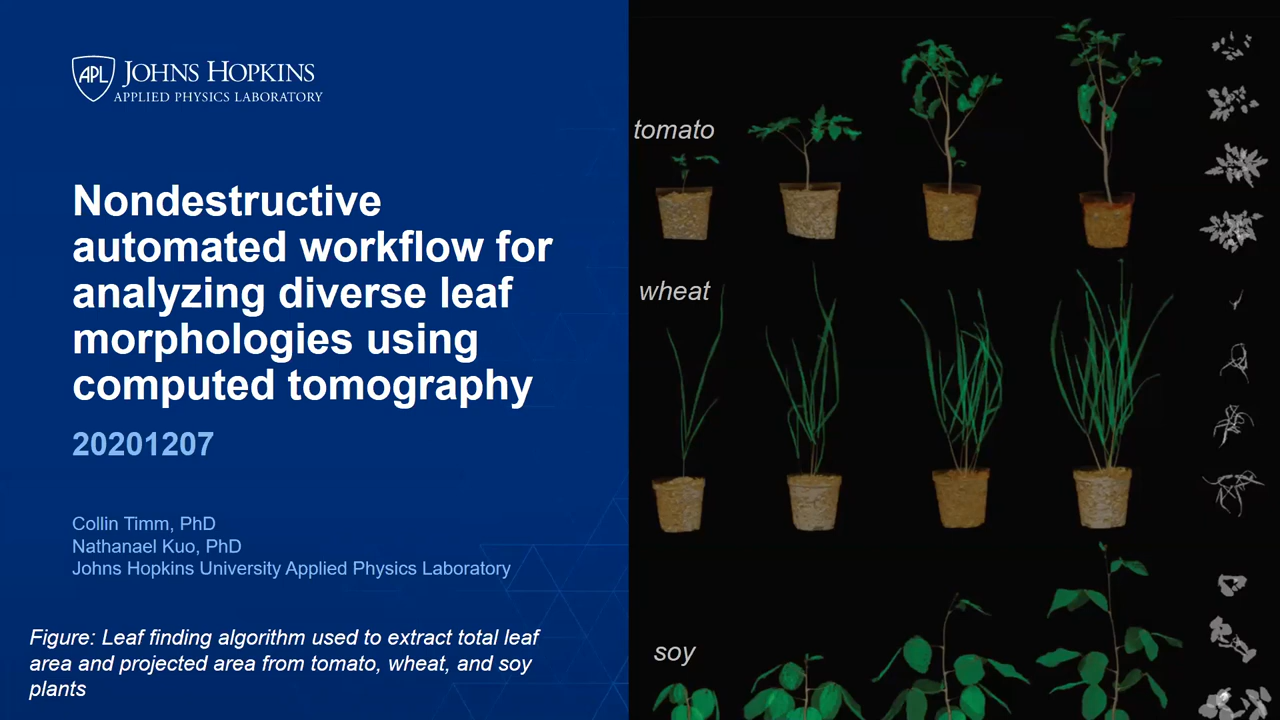 APL JOHNS HOPKINS
APPLIED PHYSICS LABORATORY
Nondestructive
automated workflow for
analyzing diverse leaf
morphologies using
computed tomography
20201207
Collin Timm, PhD
Nathanael Kuo, PhD
Johns Hopkins University Applied Physics Laboratory
Figure: Leaf finding algorithm used to extract total leaf
area and projected area from tomato, wheat, and soy
plants
tomato
wheat
soy